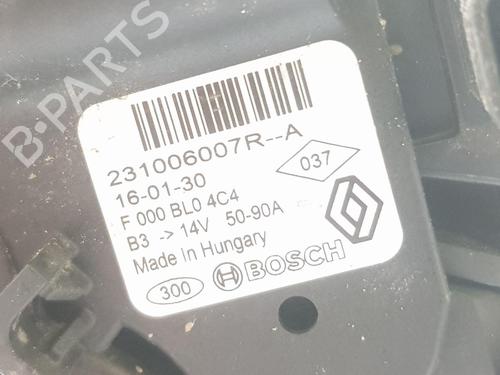 B-PARTS
231006007R--A
16-01-30
037
F 000 BL0 4C4
B3 -> 14V 50-90A
Made In Hungary
300
BOSCH